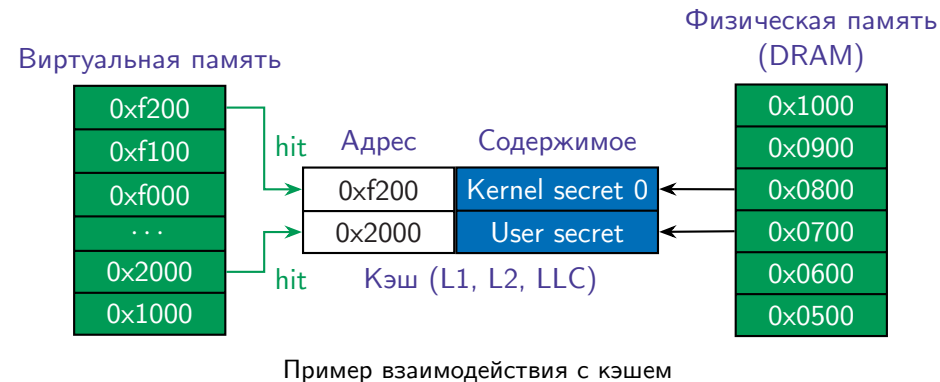 Виртуальная память
0xf200
0xf100
0xf000
...
0x2000
0x1000
hit
hit
Адрес Содержимое
0xf200 Kernel secret 0
0x2000 User secret
Кэш (L1, L2, LLC)
Физическая память
(DRAM)
0x1000
0x0900
0x0800
0x0700
0x0600
0x0500
Пример взаимодействия с кэшем